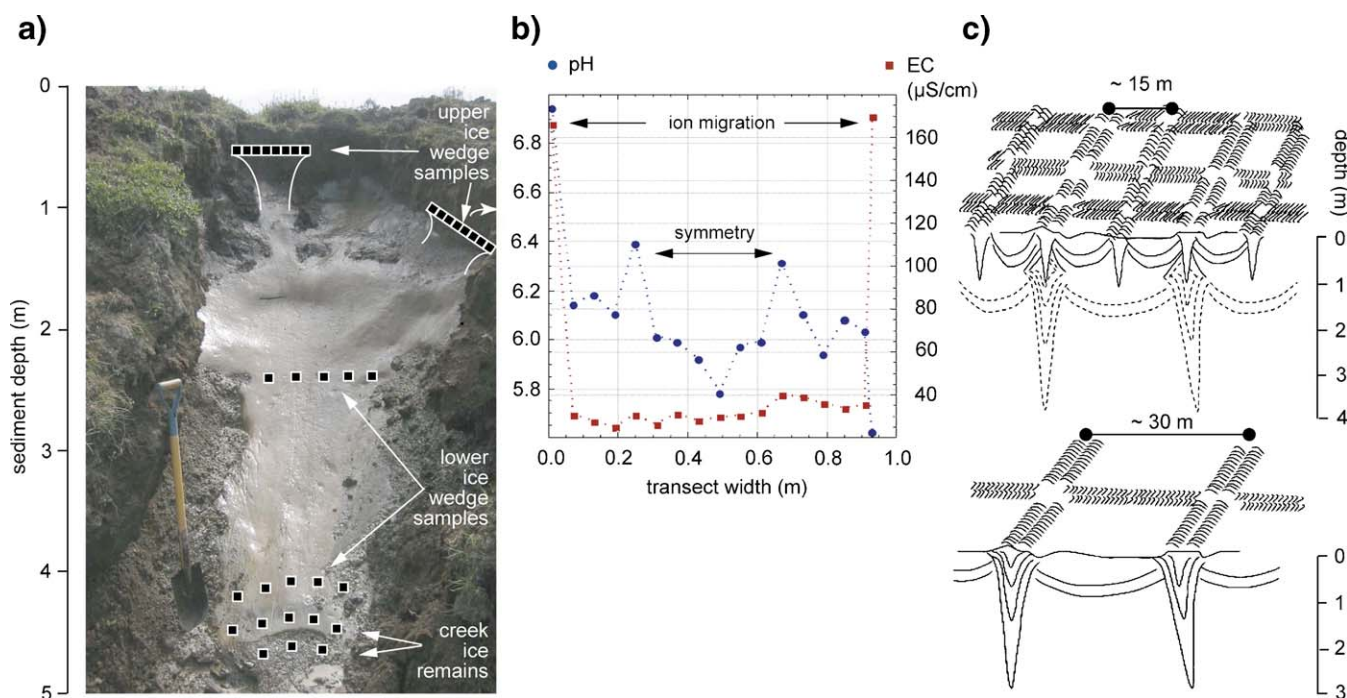 a)
0
1
2
3
4
5
sediment depth (m)
upper
ice
wedge
samples
lower
ice
wedge
samples
creek
ice
remains
b)
pH
EC
(µS/cm)
6.8
6.6
6.4
6.2
6.0
5.8
160
140
120
100
80
60
40
ion migration
symmetry
0.0
0.2
0.4
0.6
0.8
1.0
transect width (m)
c)
~ 15 m
depth (m)
0
1
2
3
4
~ 30 m
0
1
2
3